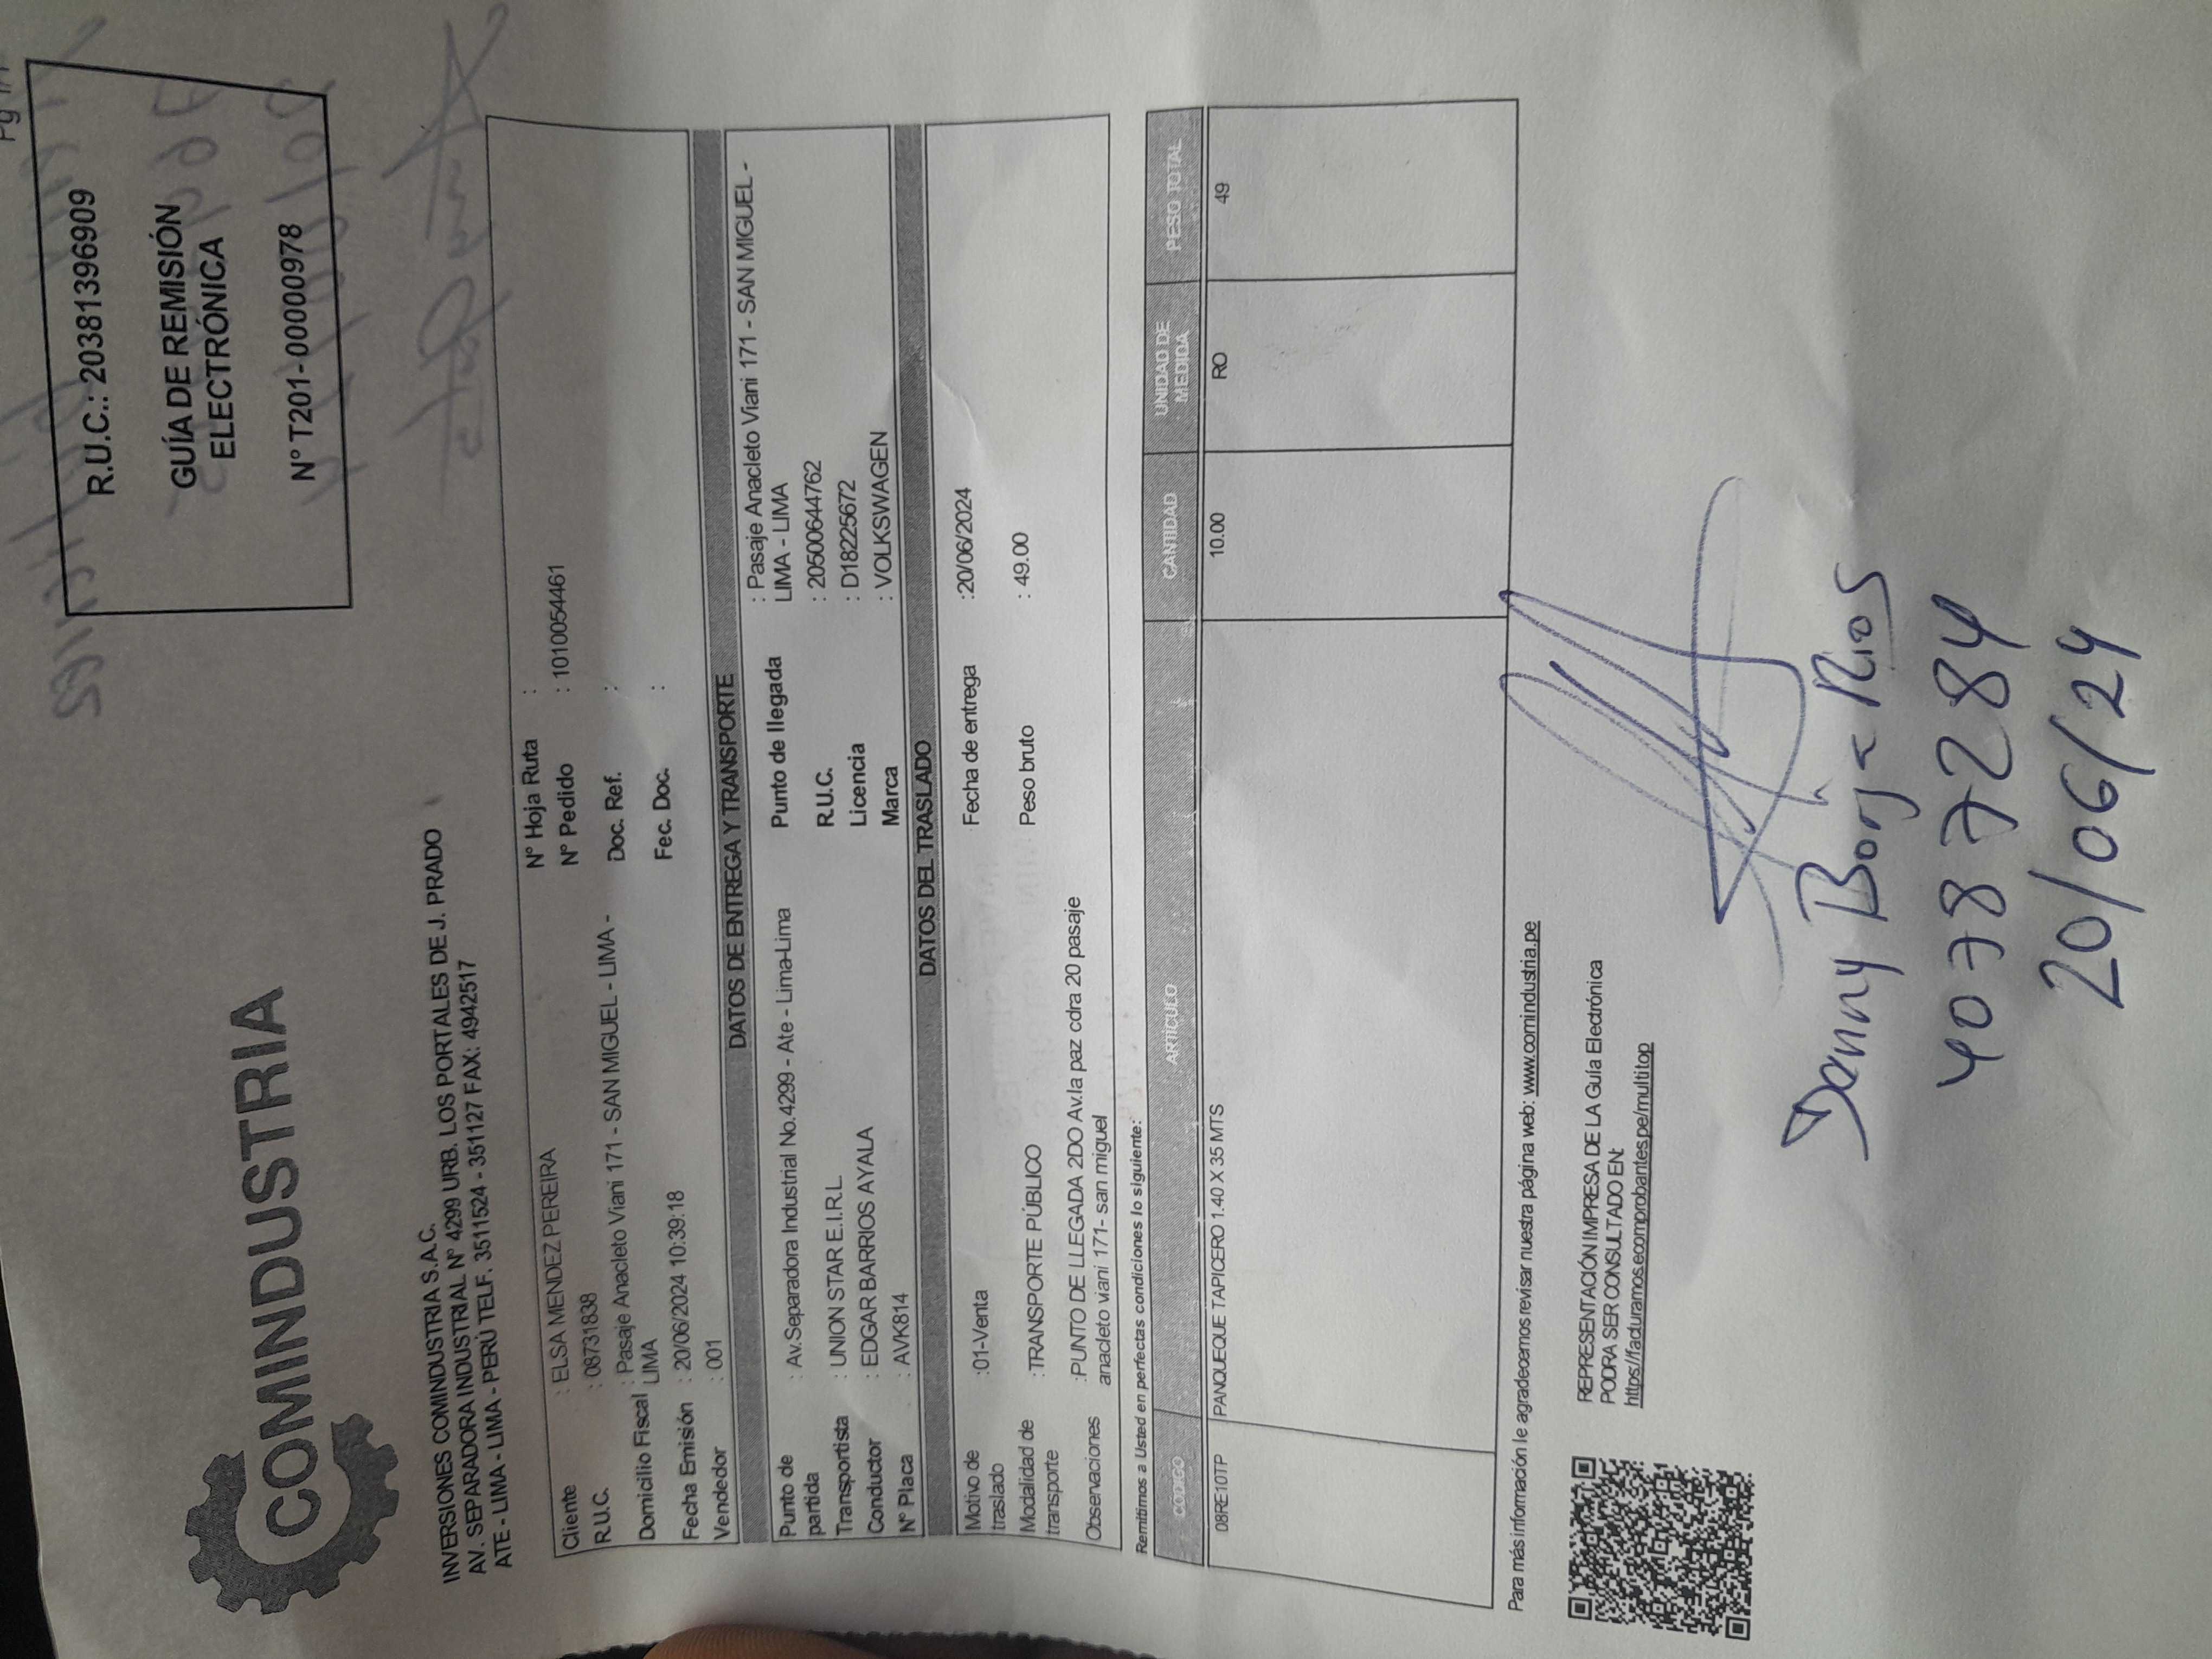 COMINDUSTRIA
R.U.C.: 20381396909
GUÍA DE REMISIÓN
ELECTRÓNICA
N° T201-00000978
INVERSIONES COMINDUSTRIA S.A.C.
AV. SEPARADORA INDUSTRIAL N° 4299 URB. LOS PORTALES DE J. PRADO
ATE - LIMA - LIMA - PERÚ TELF. 3511524 - 351127 FAX: 4942517
Cliente : ELSA MENDEZ PEREIRA N° Hoja Ruta :
R.U.C. : 08731838 N° Pedido : 1010054461
Domicilio Fiscal : Pasaje Anacleto Viani 171 - SAN MIGUEL - LIMA - Doc. Ref. :
LIMA
Fecha Emisión : 20/06/2024 10:39:18 Fec. Doc. :
Vendedor : 001
DATOS DE ENTREGA Y TRANSPORTE
Punto de : Av.Separadora Industrial No.4299 - Ate - Lima-Lima Punto de llegada : Pasaje Anacleto Viani 171 - SAN MIGUEL -
partida LIMA - LIMA
Transportista : UNION STAR E.I.R.L. R.U.C. : 20500644762
Conductor : EDGAR BARRIOS AYALA Licencia : D18225672
N° Placa : AVK814 Marca : VOLKSWAGEN
DATOS DEL TRASLADO
Motivo de :01-Venta Fecha de entrega :20/06/2024
traslado
Modalidad de : TRANSPORTE PÚBLICO Peso bruto : 49.00
transporte
Observaciones :PUNTO DE LLEGADA 2DO Av.la paz cdra 20 pasaje
anacleto viani 171- san miguel
Remitimos a Usted en perfectas condiciones lo siguiente:
CODIGO ARTICULO CANTIDAD UNIDAD DE MEDIDA PESO TOTAL
08RE10TP PANQUEQUE TAPICERO 1.40 X 35 MTS 10.00 RO 49
Para más información le agradecemos revisar nuestra página web: www.comindustria.pe
REPRESENTACIÓN IMPRESA DE LA Guía Electrónica
PODRA SER CONSULTADO EN:
https://facturamos.ecomprobantes.pe/multitop
Danny Borja Rios
40787284
20/06/24